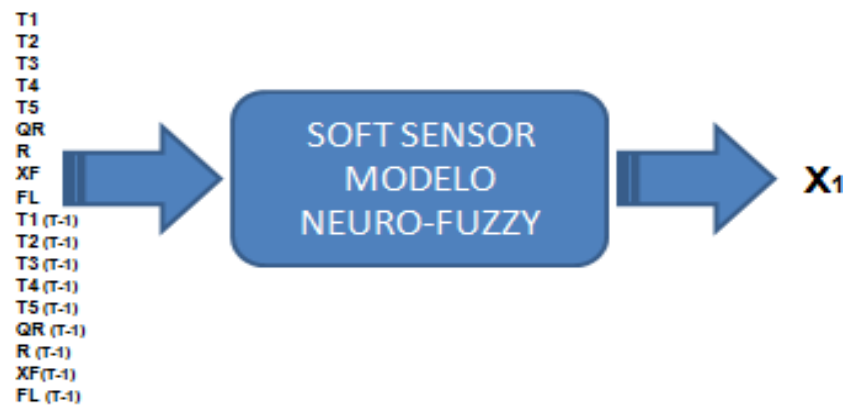 T1
T2
T3
T4
T5
QR
R
XF
FL
T1 (T-1)
T2 (T-1)
T3 (T-1)
T4 (T-1)
T5 (T-1)
QR (T-1)
R (T-1)
XF(T-1)
FL (T-1)
SOFT SENSOR
MODELO
NEURO-FUZZY
X1